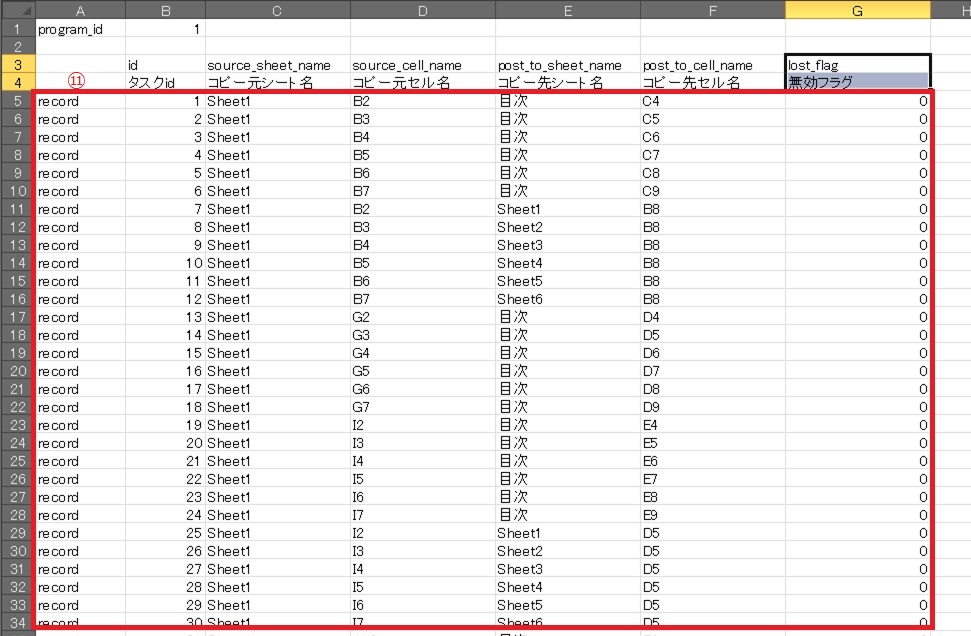 A B C D E F G H
1 program_id 1
2
3 id source_sheet_name source_cell_name post_to_sheet_name post_to_cell_name lost_flag
4 ⑪ タスクid コピー元シート名 コピー元セル名 コピー先シート名 コピー先セル名 無効フラグ
5 record 1 Sheet1 B2 目次 C4 0
6 record 2 Sheet1 B3 目次 C5 0
7 record 3 Sheet1 B4 目次 C6 0
8 record 4 Sheet1 B5 目次 C7 0
9 record 5 Sheet1 B6 目次 C8 0
10 record 6 Sheet1 B7 目次 C9 0
11 record 7 Sheet1 B2 Sheet1 B8 0
12 record 8 Sheet1 B3 Sheet2 B8 0
13 record 9 Sheet1 B4 Sheet3 B8 0
14 record 10 Sheet1 B5 Sheet4 B8 0
15 record 11 Sheet1 B6 Sheet5 B8 0
16 record 12 Sheet1 B7 Sheet6 B8 0
17 record 13 Sheet1 G2 目次 D4 0
18 record 14 Sheet1 G3 目次 D5 0
19 record 15 Sheet1 G4 目次 D6 0
20 record 16 Sheet1 G5 目次 D7 0
21 record 17 Sheet1 G6 目次 D8 0
22 record 18 Sheet1 G7 目次 D9 0
23 record 19 Sheet1 I2 目次 E4 0
24 record 20 Sheet1 I3 目次 E5 0
25 record 21 Sheet1 I4 目次 E6 0
26 record 22 Sheet1 I5 目次 E7 0
27 record 23 Sheet1 I6 目次 E8 0
28 record 24 Sheet1 I7 目次 E9 0
29 record 25 Sheet1 I2 Sheet1 D5 0
30 record 26 Sheet1 I3 Sheet2 D5 0
31 record 27 Sheet1 I4 Sheet3 D5 0
32 record 28 Sheet1 I5 Sheet4 D5 0
33 record 29 Sheet1 I6 Sheet5 D5 0
34 record 30 Sheet1 I7 Sheet6 D5 0